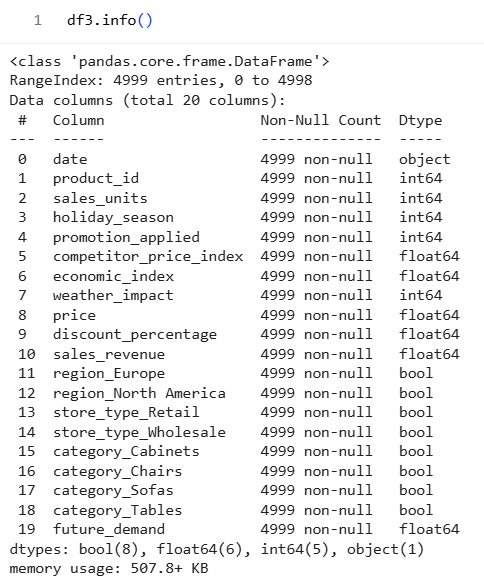 1 df3.info()
<class 'pandas.core.frame.DataFrame'>
RangeIndex: 4999 entries, 0 to 4998
Data columns (total 20 columns):
 #   Column                  Non-Null Count  Dtype
---  ------                  --------------  -----
 0   date                    4999 non-null   object
 1   product_id              4999 non-null   int64
 2   sales_units             4999 non-null   int64
 3   holiday_season          4999 non-null   int64
 4   promotion_applied       4999 non-null   int64
 5   competitor_price_index  4999 non-null   float64
 6   economic_index          4999 non-null   float64
 7   weather_impact          4999 non-null   int64
 8   price                   4999 non-null   float64
 9   discount_percentage     4999 non-null   float64
 10  sales_revenue           4999 non-null   float64
 11  region_Europe           4999 non-null   bool
 12  region_North America    4999 non-null   bool
 13  store_type_Retail       4999 non-null   bool
 14  store_type_Wholesale    4999 non-null   bool
 15  category_Cabinets       4999 non-null   bool
 16  category_Chairs         4999 non-null   bool
 17  category_Sofas          4999 non-null   bool
 18  category_Tables         4999 non-null   bool
 19  future_demand           4999 non-null   float64
dtypes: bool(8), float64(6), int64(5), object(1)
memory usage: 507.8+ KB